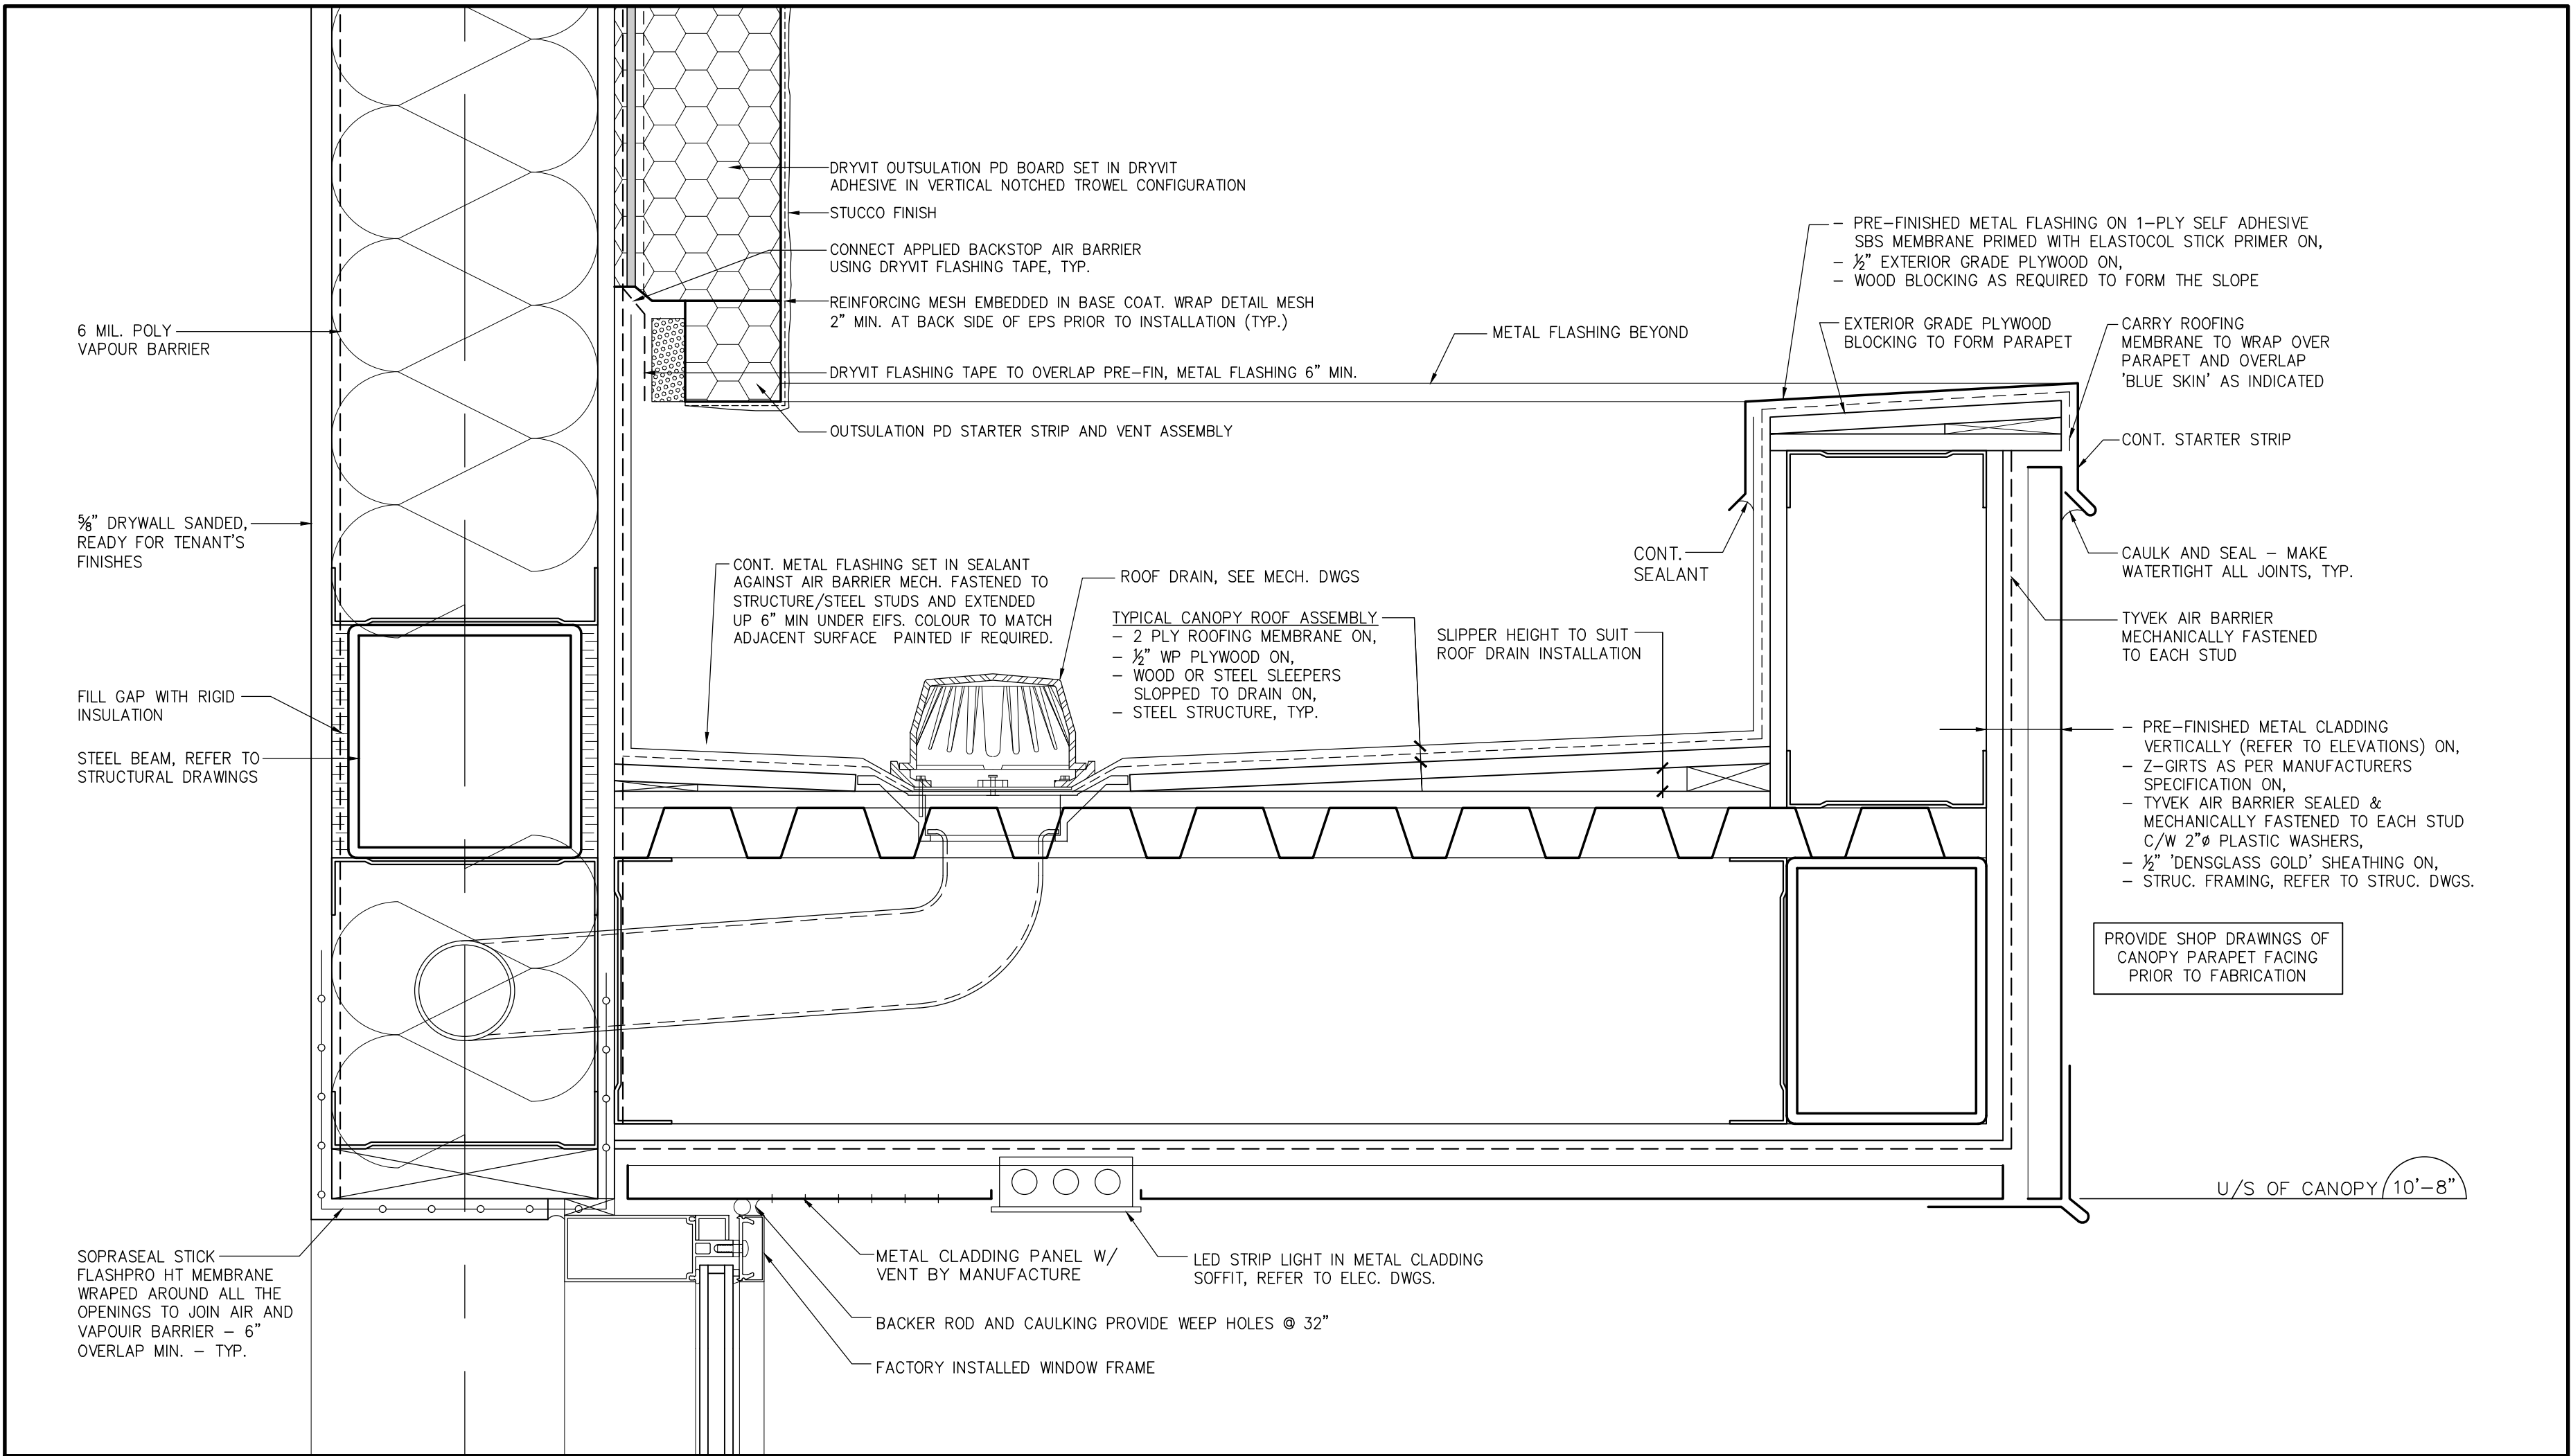 6 MIL. POLY
VAPOUR BARRIER
⅝" DRYWALL SANDED,
READY FOR TENANT'S
FINISHES
FILL GAP WITH RIGID
INSULATION
STEEL BEAM, REFER TO
STRUCTURAL DRAWINGS
SOPRASEAL STICK
FLASHPRO HT MEMBRANE
WRAPED AROUND ALL THE
OPENINGS TO JOIN AIR AND
VAPOUIR BARRIER – 6"
OVERLAP MIN. – TYP.
DRYVIT OUTSULATION PD BOARD SET IN DRYVIT
ADHESIVE IN VERTICAL NOTCHED TROWEL CONFIGURATION
STUCCO FINISH
CONNECT APPLIED BACKSTOP AIR BARRIER
USING DRYVIT FLASHING TAPE, TYP.
REINFORCING MESH EMBEDDED IN BASE COAT. WRAP DETAIL MESH
2" MIN. AT BACK SIDE OF EPS PRIOR TO INSTALLATION (TYP.)
DRYVIT FLASHING TAPE TO OVERLAP PRE-FIN, METAL FLASHING 6" MIN.
OUTSULATION PD STARTER STRIP AND VENT ASSEMBLY
METAL FLASHING BEYOND
CONT. METAL FLASHING SET IN SEALANT
AGAINST AIR BARRIER MECH. FASTENED TO
STRUCTURE/STEEL STUDS AND EXTENDED
UP 6" MIN UNDER EIFS. COLOUR TO MATCH
ADJACENT SURFACE PAINTED IF REQUIRED.
ROOF DRAIN, SEE MECH. DWGS
TYPICAL CANOPY ROOF ASSEMBLY
– 2 PLY ROOFING MEMBRANE ON,
– ½" WP PLYWOOD ON,
– WOOD OR STEEL SLEEPERS
SLOPPED TO DRAIN ON,
– STEEL STRUCTURE, TYP.
SLIPPER HEIGHT TO SUIT
ROOF DRAIN INSTALLATION
CONT.
SEALANT
– PRE-FINISHED METAL FLASHING ON 1-PLY SELF ADHESIVE
SBS MEMBRANE PRIMED WITH ELASTOCOL STICK PRIMER ON,
– ½" EXTERIOR GRADE PLYWOOD ON,
– WOOD BLOCKING AS REQUIRED TO FORM THE SLOPE
EXTERIOR GRADE PLYWOOD
BLOCKING TO FORM PARAPET
CARRY ROOFING
MEMBRANE TO WRAP OVER
PARAPET AND OVERLAP
'BLUE SKIN' AS INDICATED
CONT. STARTER STRIP
CAULK AND SEAL – MAKE
WATERTIGHT ALL JOINTS, TYP.
TYVEK AIR BARRIER
MECHANICALLY FASTENED
TO EACH STUD
– PRE-FINISHED METAL CLADDING
VERTICALLY (REFER TO ELEVATIONS) ON,
– Z-GIRTS AS PER MANUFACTURERS
SPECIFICATION ON,
– TYVEK AIR BARRIER SEALED &
MECHANICALLY FASTENED TO EACH STUD
C/W 2"ø PLASTIC WASHERS,
– ½" 'DENSGLASS GOLD' SHEATHING ON,
– STRUC. FRAMING, REFER TO STRUC. DWGS.
PROVIDE SHOP DRAWINGS OF
CANOPY PARAPET FACING
PRIOR TO FABRICATION
U/S OF CANOPY 10'-8"
METAL CLADDING PANEL W/
VENT BY MANUFACTURE
LED STRIP LIGHT IN METAL CLADDING
SOFFIT, REFER TO ELEC. DWGS.
BACKER ROD AND CAULKING PROVIDE WEEP HOLES @ 32"
FACTORY INSTALLED WINDOW FRAME